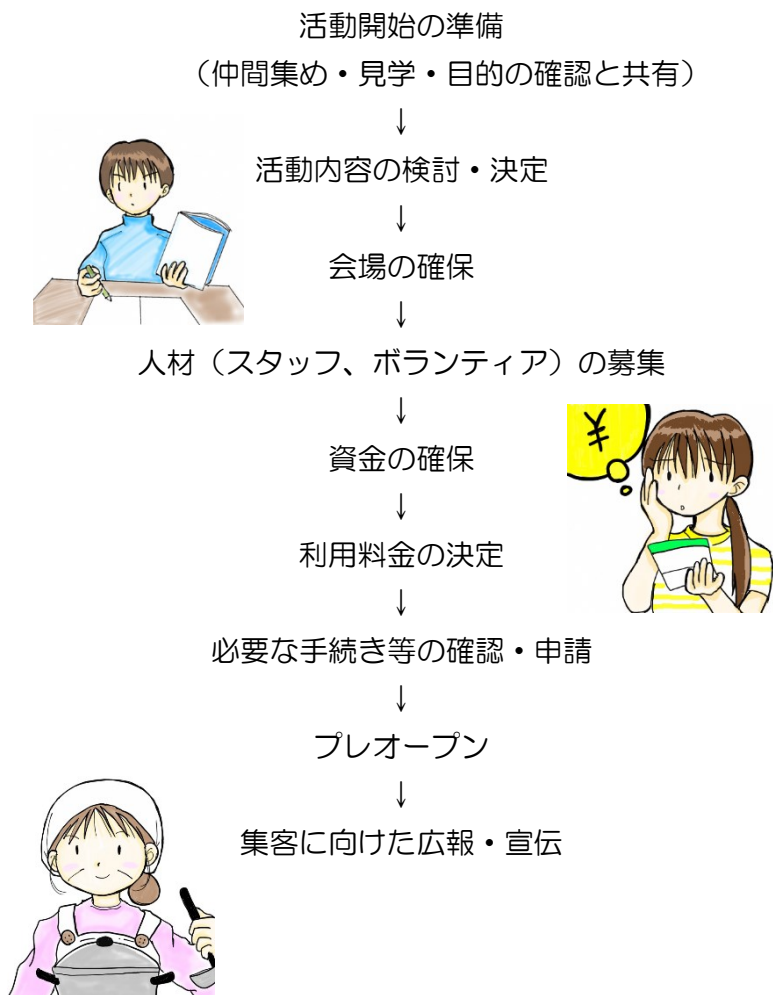 活動開始の準備
(仲間集め・見学・目的の確認と共有)
↓
活動内容の検討・決定
↓
会場の確保
↓
人材(スタッフ、ボランティア)の募集
↓
¥
資金の確保
↓
利用料金の決定
↓
必要な手続き等の確認・申請
↓
プレオープン
↓
集客に向けた広報・宣伝